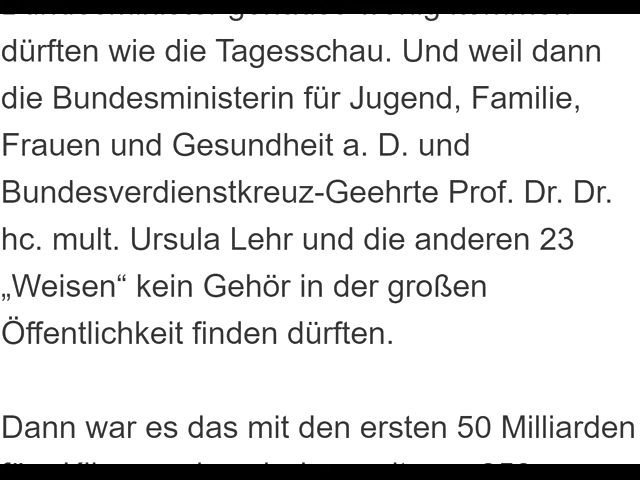 dürften wie die Tagesschau. Und weil dann
die Bundesministerin für Jugend, Familie,
Frauen und Gesundheit a. D. und
Bundesverdienstkreuz-Geehrte Prof. Dr. Dr.
hc. mult. Ursula Lehr und die anderen 23
„Weisen“ kein Gehör in der großen
Öffentlichkeit finden dürften.
Dann war es das mit den ersten 50 Milliarden